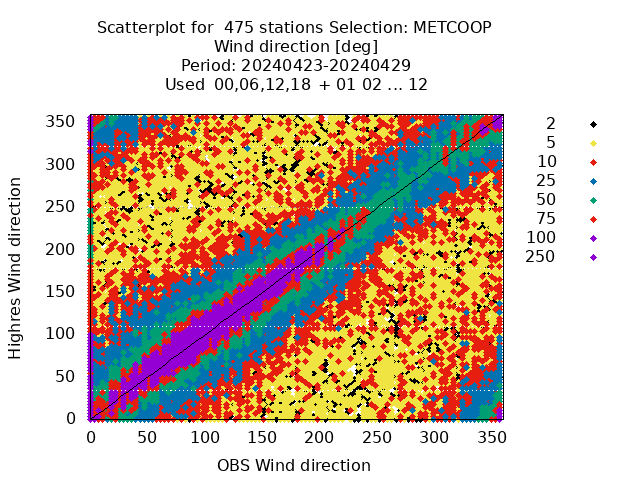 Scatterplot for  475 stations Selection: METCOOP
Wind direction [deg]
Period: 20240423-20240429
Used  00,06,12,18  + 01 02 ... 12
350
300
250
200
150
100
50
0
Highres Wind direction
0 50 100 150 200 250 300 350
OBS Wind direction
2
5
10
25
50
75
100
250